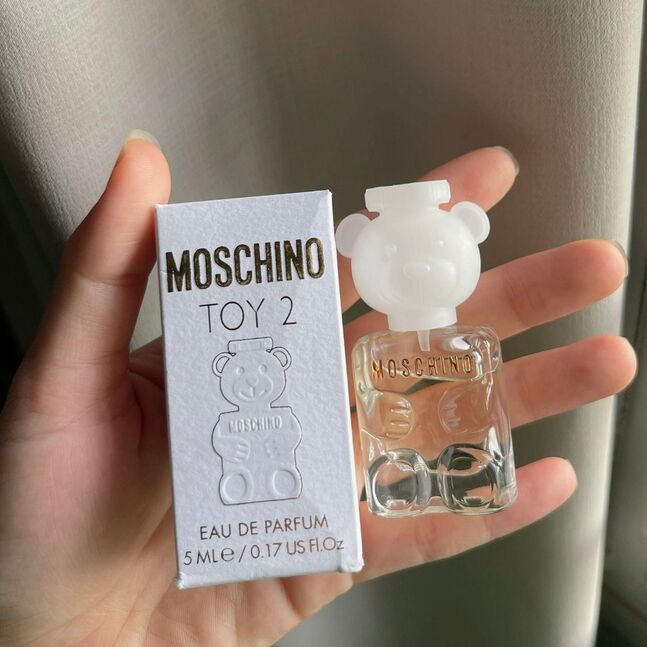 MOSCHINO
TOY 2
MOSCHINO
EAU DE PARFUM
5 ML℮ / 0.17 US Fl.Oz
MOSCHINO